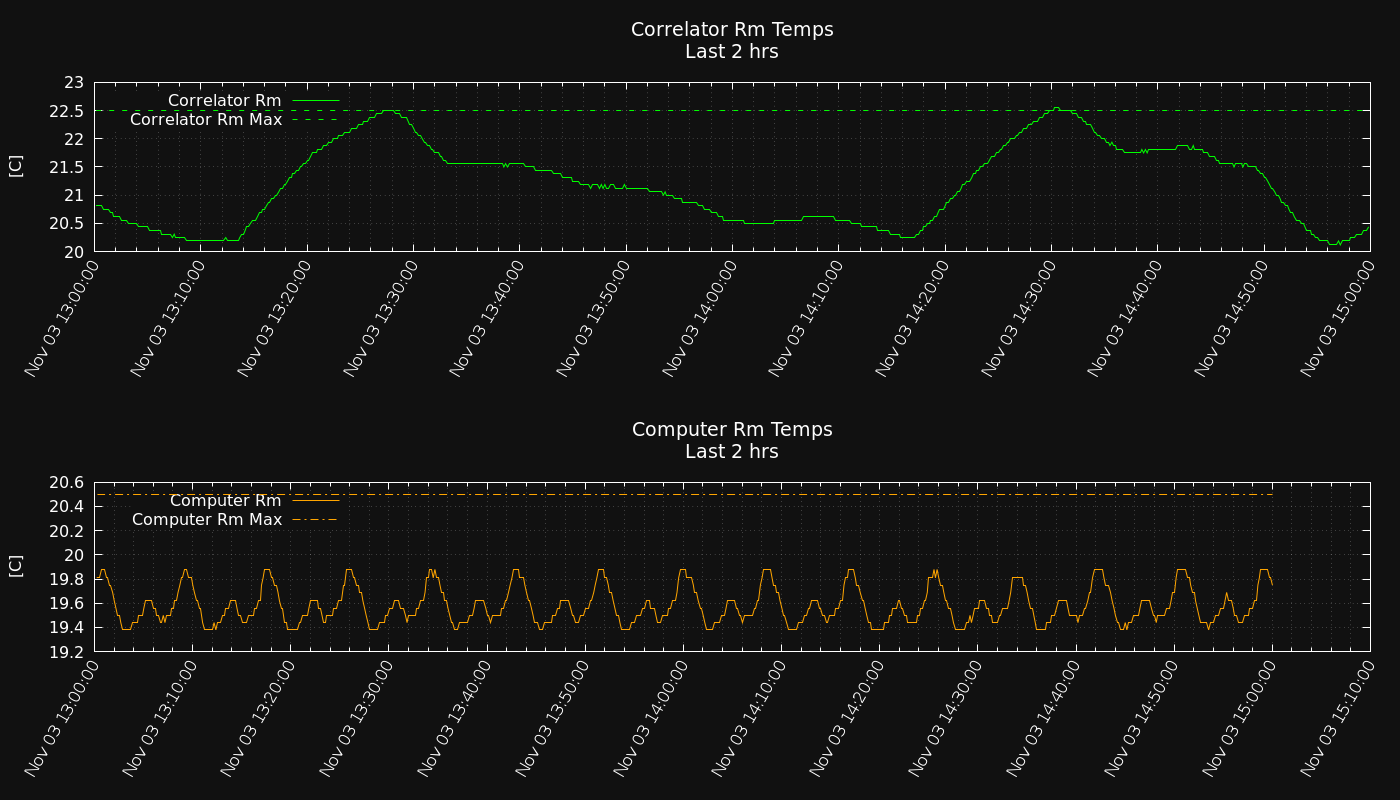 Correlator Rm Temps
Last 2 hrs
23
22.5
22
21.5
21
20.5
20
[C]
Correlator Rm
Correlator Rm Max
Nov 03 13:00:00
Nov 03 13:10:00
Nov 03 13:20:00
Nov 03 13:30:00
Nov 03 13:40:00
Nov 03 13:50:00
Nov 03 14:00:00
Nov 03 14:10:00
Nov 03 14:20:00
Nov 03 14:30:00
Nov 03 14:40:00
Nov 03 14:50:00
Nov 03 15:00:00
Computer Rm Temps
Last 2 hrs
20.6
20.4
20.2
20
19.8
19.6
19.4
19.2
[C]
Computer Rm
Computer Rm Max
Nov 03 13:00:00
Nov 03 13:10:00
Nov 03 13:20:00
Nov 03 13:30:00
Nov 03 13:40:00
Nov 03 13:50:00
Nov 03 14:00:00
Nov 03 14:10:00
Nov 03 14:20:00
Nov 03 14:30:00
Nov 03 14:40:00
Nov 03 14:50:00
Nov 03 15:00:00
Nov 03 15:10:00